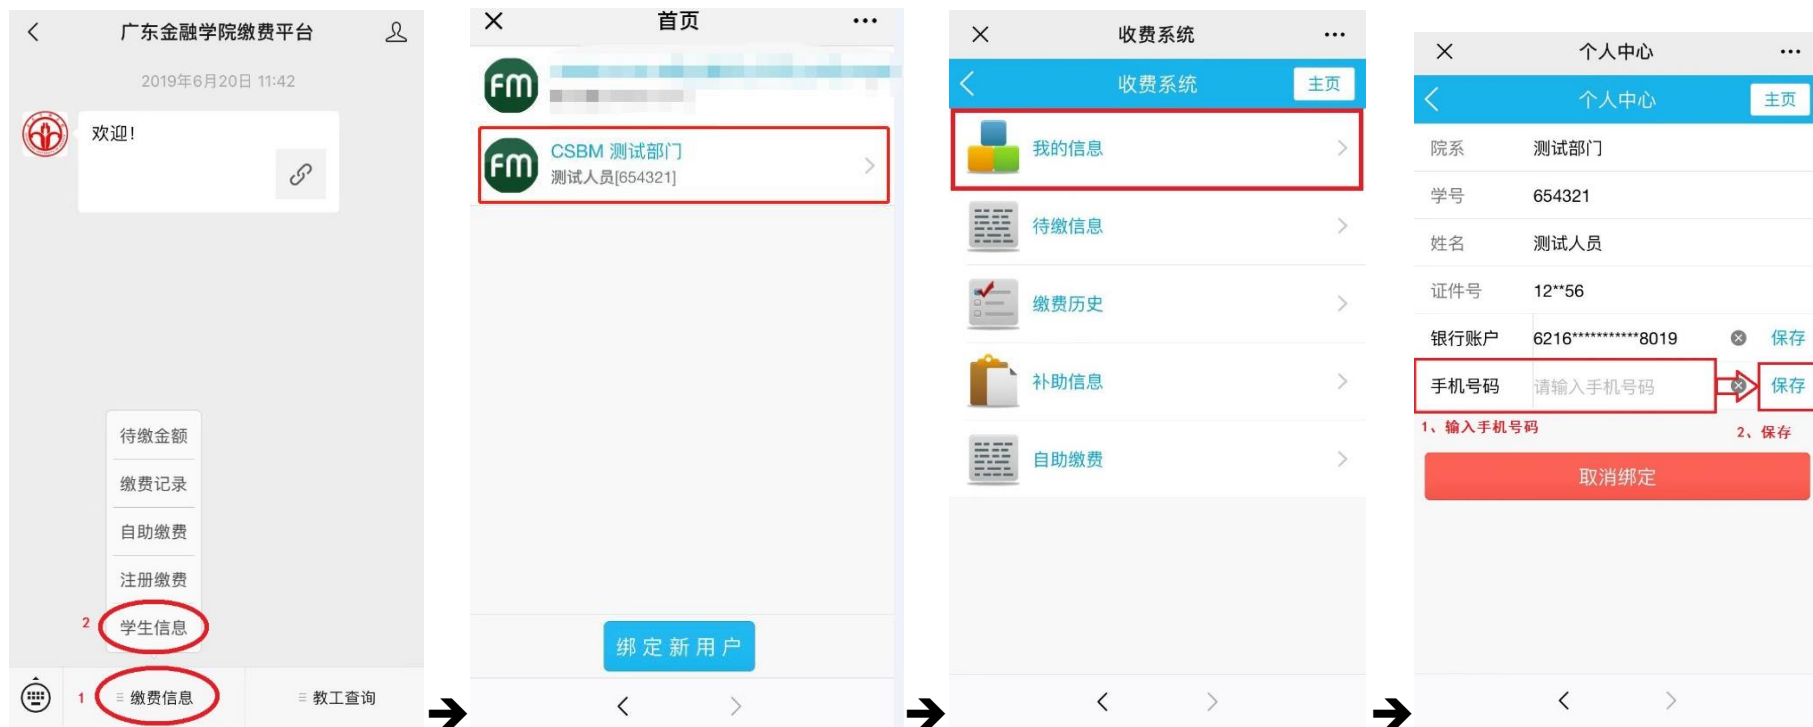 广东金融学院缴费平台
2019年6月20日 11:42
欢迎!
待缴金额
缴费记录
自助缴费
注册缴费
2 学生信息
1 缴费信息
教工查询
首页
fm
CSBM 测试部门
fm
测试人员[654321]
绑定新用户
收费系统
收费系统
主页
我的信息
待缴信息
缴费历史
补助信息
自助缴费
个人中心
个人中心
主页
院系 测试部门
学号 654321
姓名 测试人员
证件号 12**56
银行账户 6216***********8019 保存
手机号码 请输入手机号码 保存
1、输入手机号码
2、保存
取消绑定